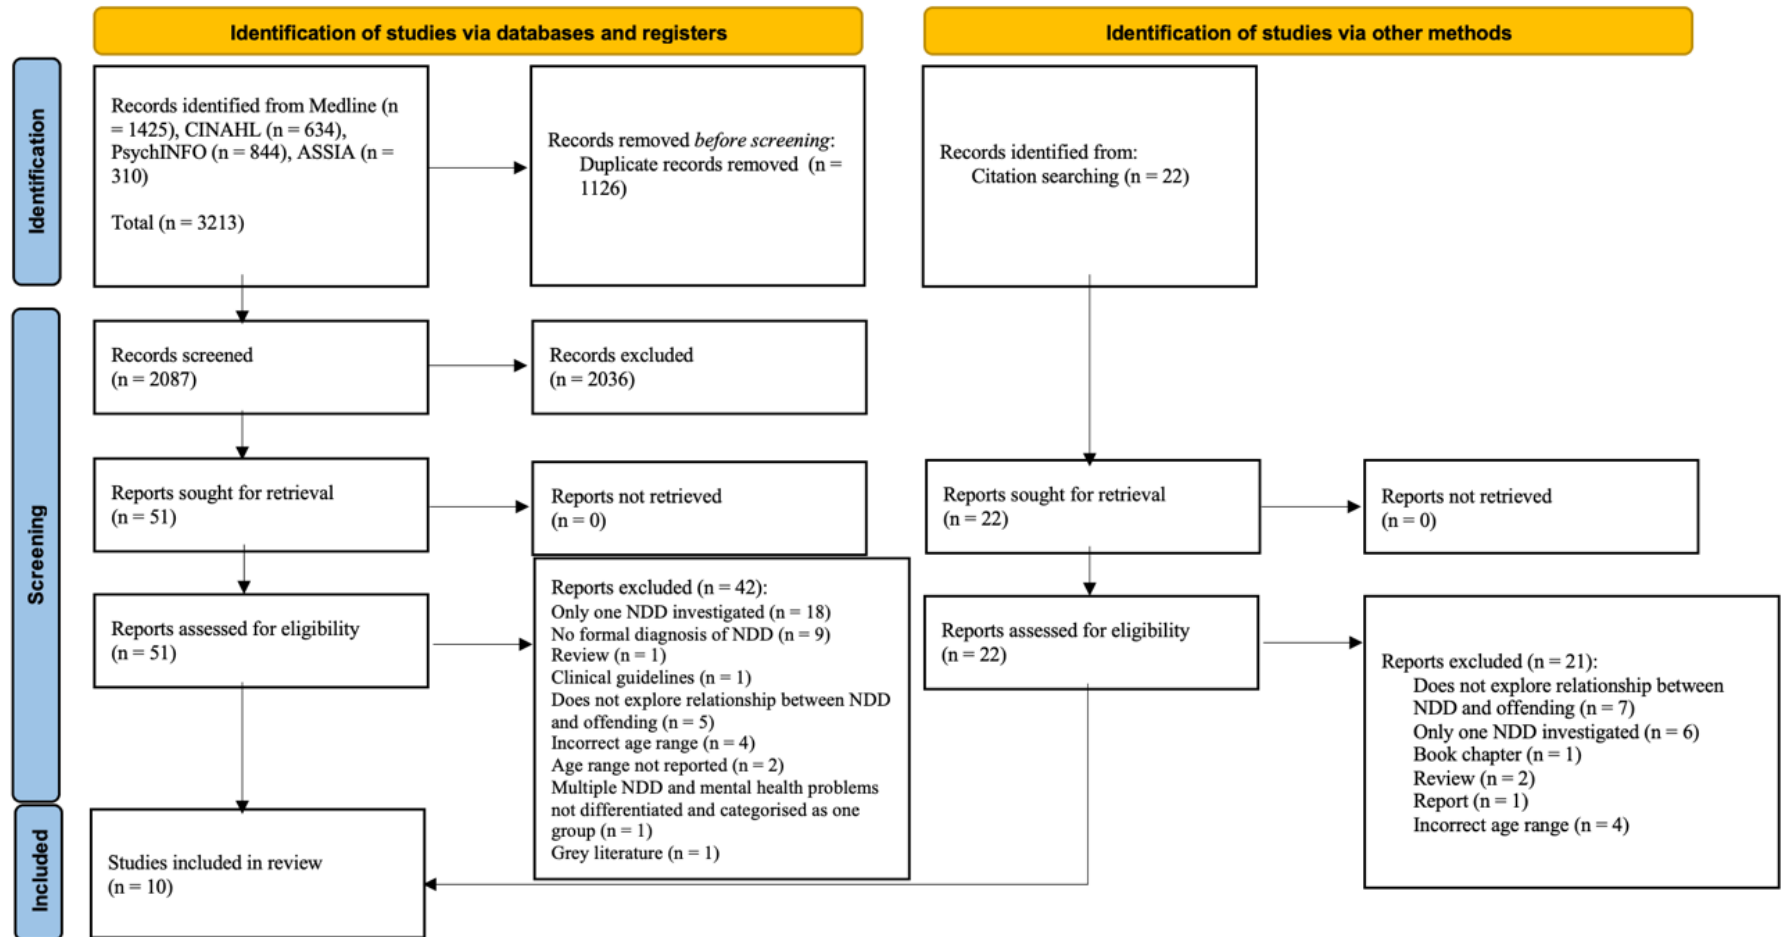 Identification of studies via databases and registers
Identification of studies via other methods
Identification
Records identified from Medline (n
= 1425), CINAHL (n = 634),
PsychINFO (n = 844), ASSIA (n =
310)
Total (n = 3213)
Records removed before screening:
Duplicate records removed (n =
1126)
Records identified from:
Citation searching (n = 22)
Screening
Records screened
(n = 2087)
Records excluded
(n = 2036)
Reports sought for retrieval
(n = 51)
Reports not retrieved
(n = 0)
Reports sought for retrieval
(n = 22)
Reports not retrieved
(n = 0)
Reports assessed for eligibility
(n = 51)
Reports excluded (n = 42):
Only one NDD investigated (n = 18)
No formal diagnosis of NDD (n = 9)
Review (n = 1)
Clinical guidelines (n = 1)
Does not explore relationship between NDD
and offending (n = 5)
Incorrect age range (n = 4)
Age range not reported (n = 2)
Multiple NDD and mental health problems
not differentiated and categorised as one
group (n = 1)
Grey literature (n = 1)
Reports assessed for eligibility
(n = 22)
Reports excluded (n = 21):
Does not explore relationship between
NDD and offending (n = 7)
Only one NDD investigated (n = 6)
Book chapter (n = 1)
Review (n = 2)
Report (n = 1)
Incorrect age range (n = 4)
Included
Studies included in review
(n = 10)